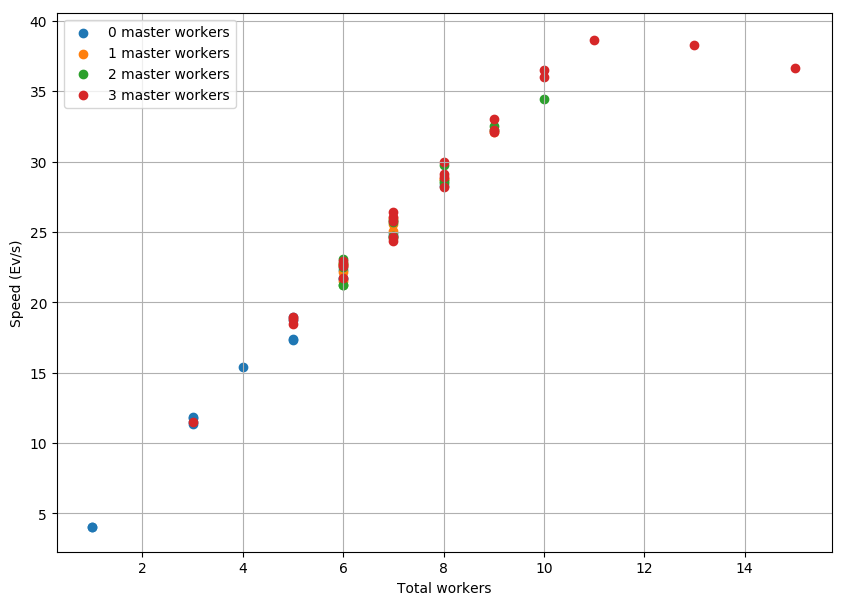 40
35
30
25
20
15
10
5
Speed (Ev/s)
0 master workers
1 master workers
2 master workers
3 master workers
2 4 6 8 10 12 14
Total workers